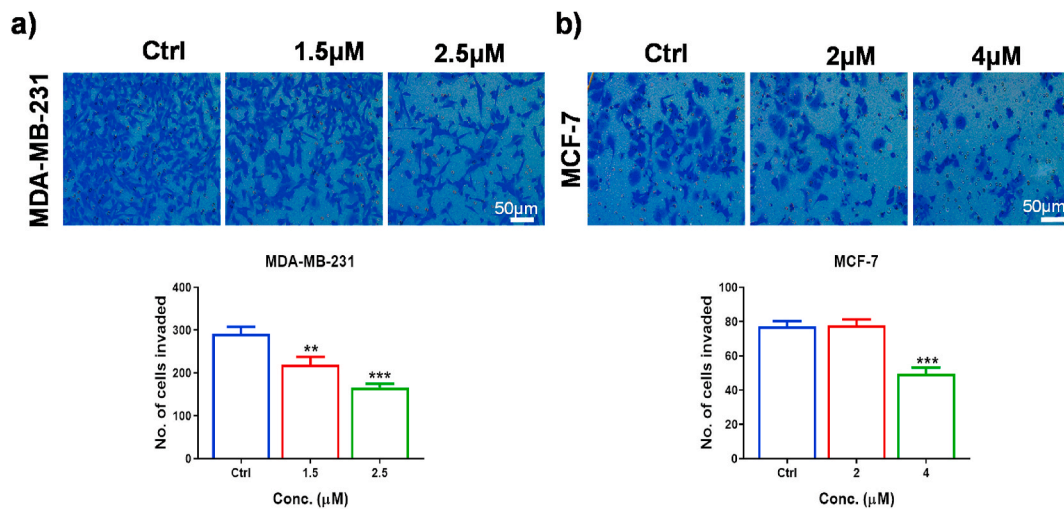 a)
Ctrl 1.5µM 2.5µM
MDA-MB-231
50µm
MDA-MB-231
No. of cells invaded
400
300
200
100
0
**
***
Ctrl 1.5 2.5
Conc. (µM)
b)
Ctrl 2µM 4µM
MCF-7
50µm
MCF-7
No. of cells invaded
100
80
60
40
20
0
***
Ctrl 2 4
Conc. (µM)